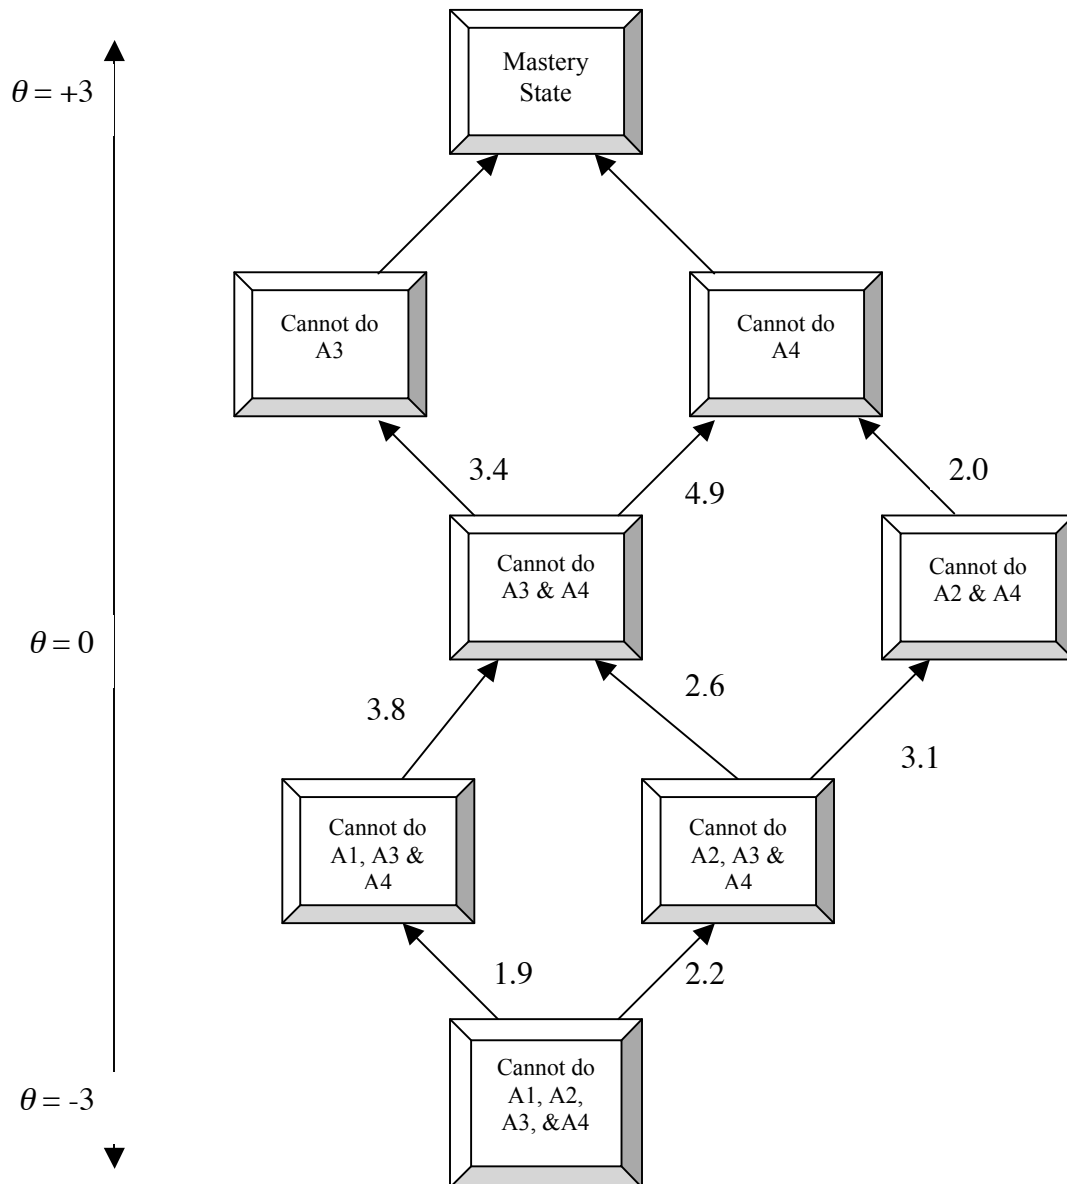 Mastery
State
θ = +3
Cannot do
A3
Cannot do
A4
3.4
4.9
2.0
Cannot do
A3 & A4
Cannot do
A2 & A4
θ = 0
3.8
2.6
3.1
Cannot do
A1, A3 &
A4
Cannot do
A2, A3 &
A4
1.9
2.2
Cannot do
A1, A2,
A3, &A4
θ = -3